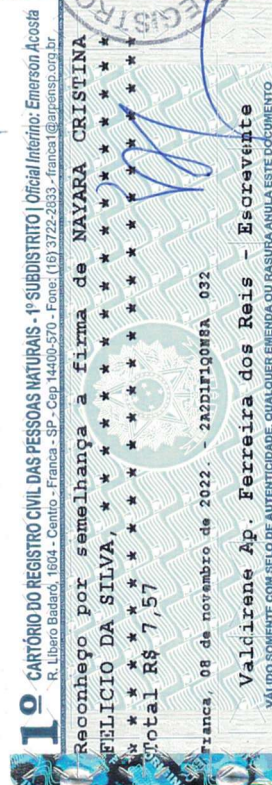 1º CARTÓRIO DO REGISTRO CIVIL DAS PESSOAS NATURAIS - 1º SUBDISTRITO | Oficial Interino: Emerson Acosta
R. Líbero Badaró, 1604 - Centro - Franca - SP - Cep 14400-570 - Fone: (16) 3722-2833 - franca1@arpensp.org.br
Reconheço por semelhança a firma de NAYARA CRISTINA
FELICIO DA SILVA, * * * * * * * * * * * * * * *
* * * * * * * * * * * * * * * * * * * * * * * *
Total R$ 7,57
Franca, 08 de novembro de 2022. - 2A2D1M1Q0N8A 032
Valdirene Ap. Ferreira dos Reis - Escrevente
VÁLIDO SOMENTE COM SELO DE AUTENTICIDADE. QUALQUER EMENDA OU RASURA ANULA ESTE DOCUMENTO
REGISTRO